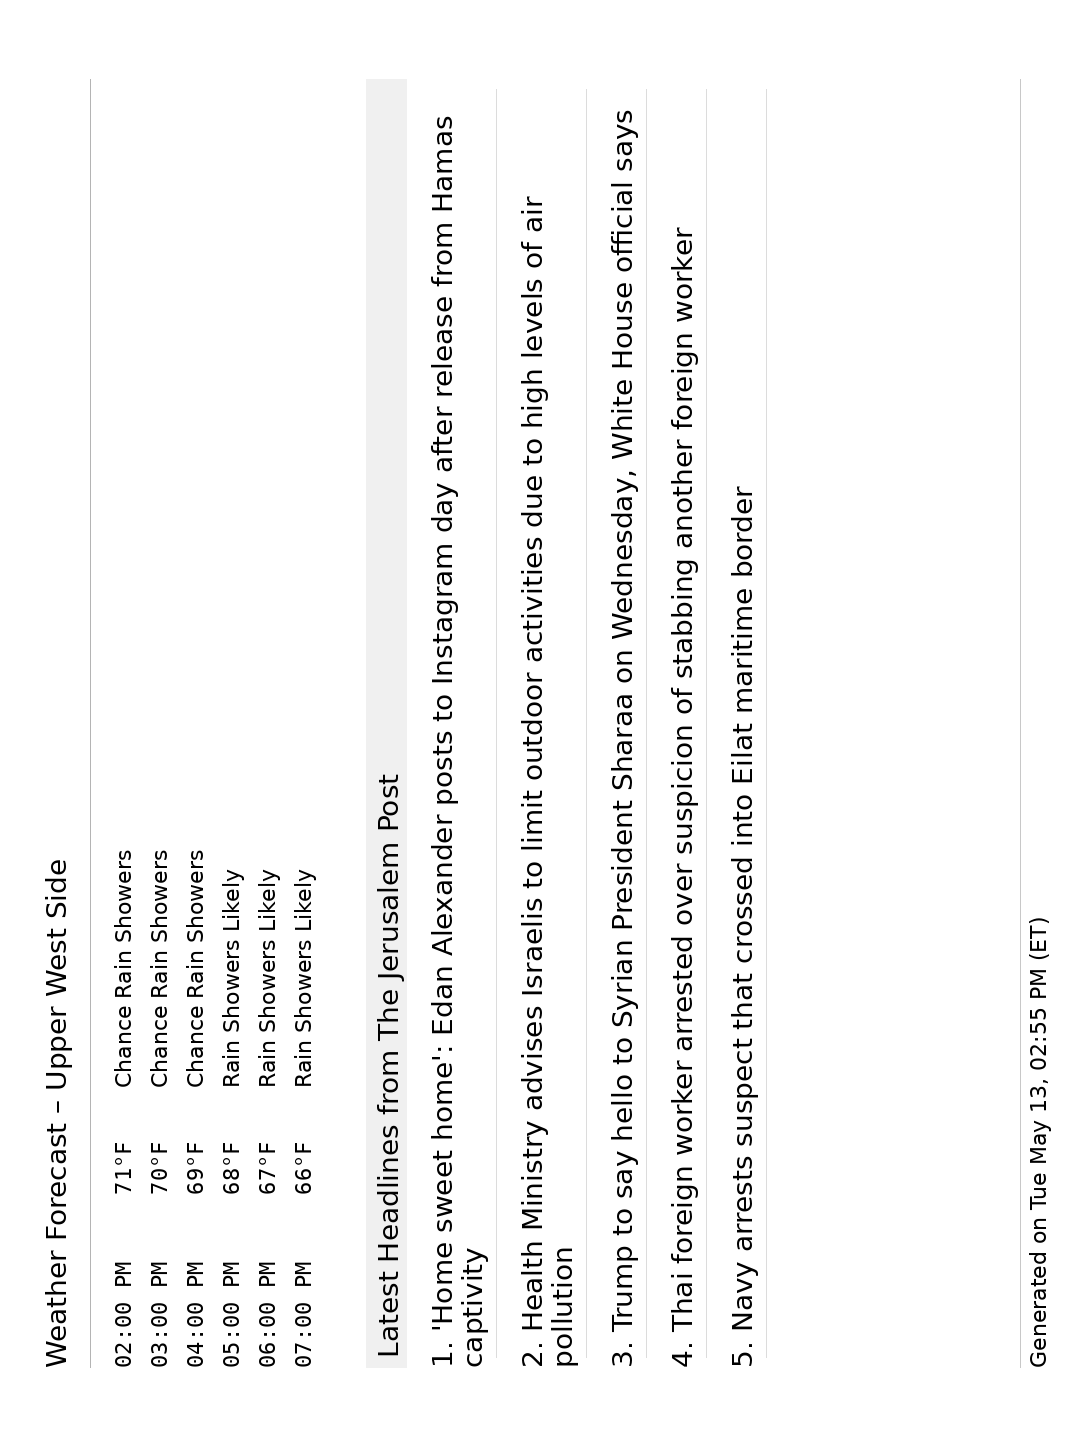 Weather Forecast – Upper West Side
02:00 PM 71°F Chance Rain Showers
03:00 PM 70°F Chance Rain Showers
04:00 PM 69°F Chance Rain Showers
05:00 PM 68°F Rain Showers Likely
06:00 PM 67°F Rain Showers Likely
07:00 PM 66°F Rain Showers Likely
Latest Headlines from The Jerusalem Post
1. 'Home sweet home': Edan Alexander posts to Instagram day after release from Hamas
captivity
2. Health Ministry advises Israelis to limit outdoor activities due to high levels of air
pollution
3. Trump to say hello to Syrian President Sharaa on Wednesday, White House official says
4. Thai foreign worker arrested over suspicion of stabbing another foreign worker
5. Navy arrests suspect that crossed into Eilat maritime border
Generated on Tue May 13, 02:55 PM (ET)